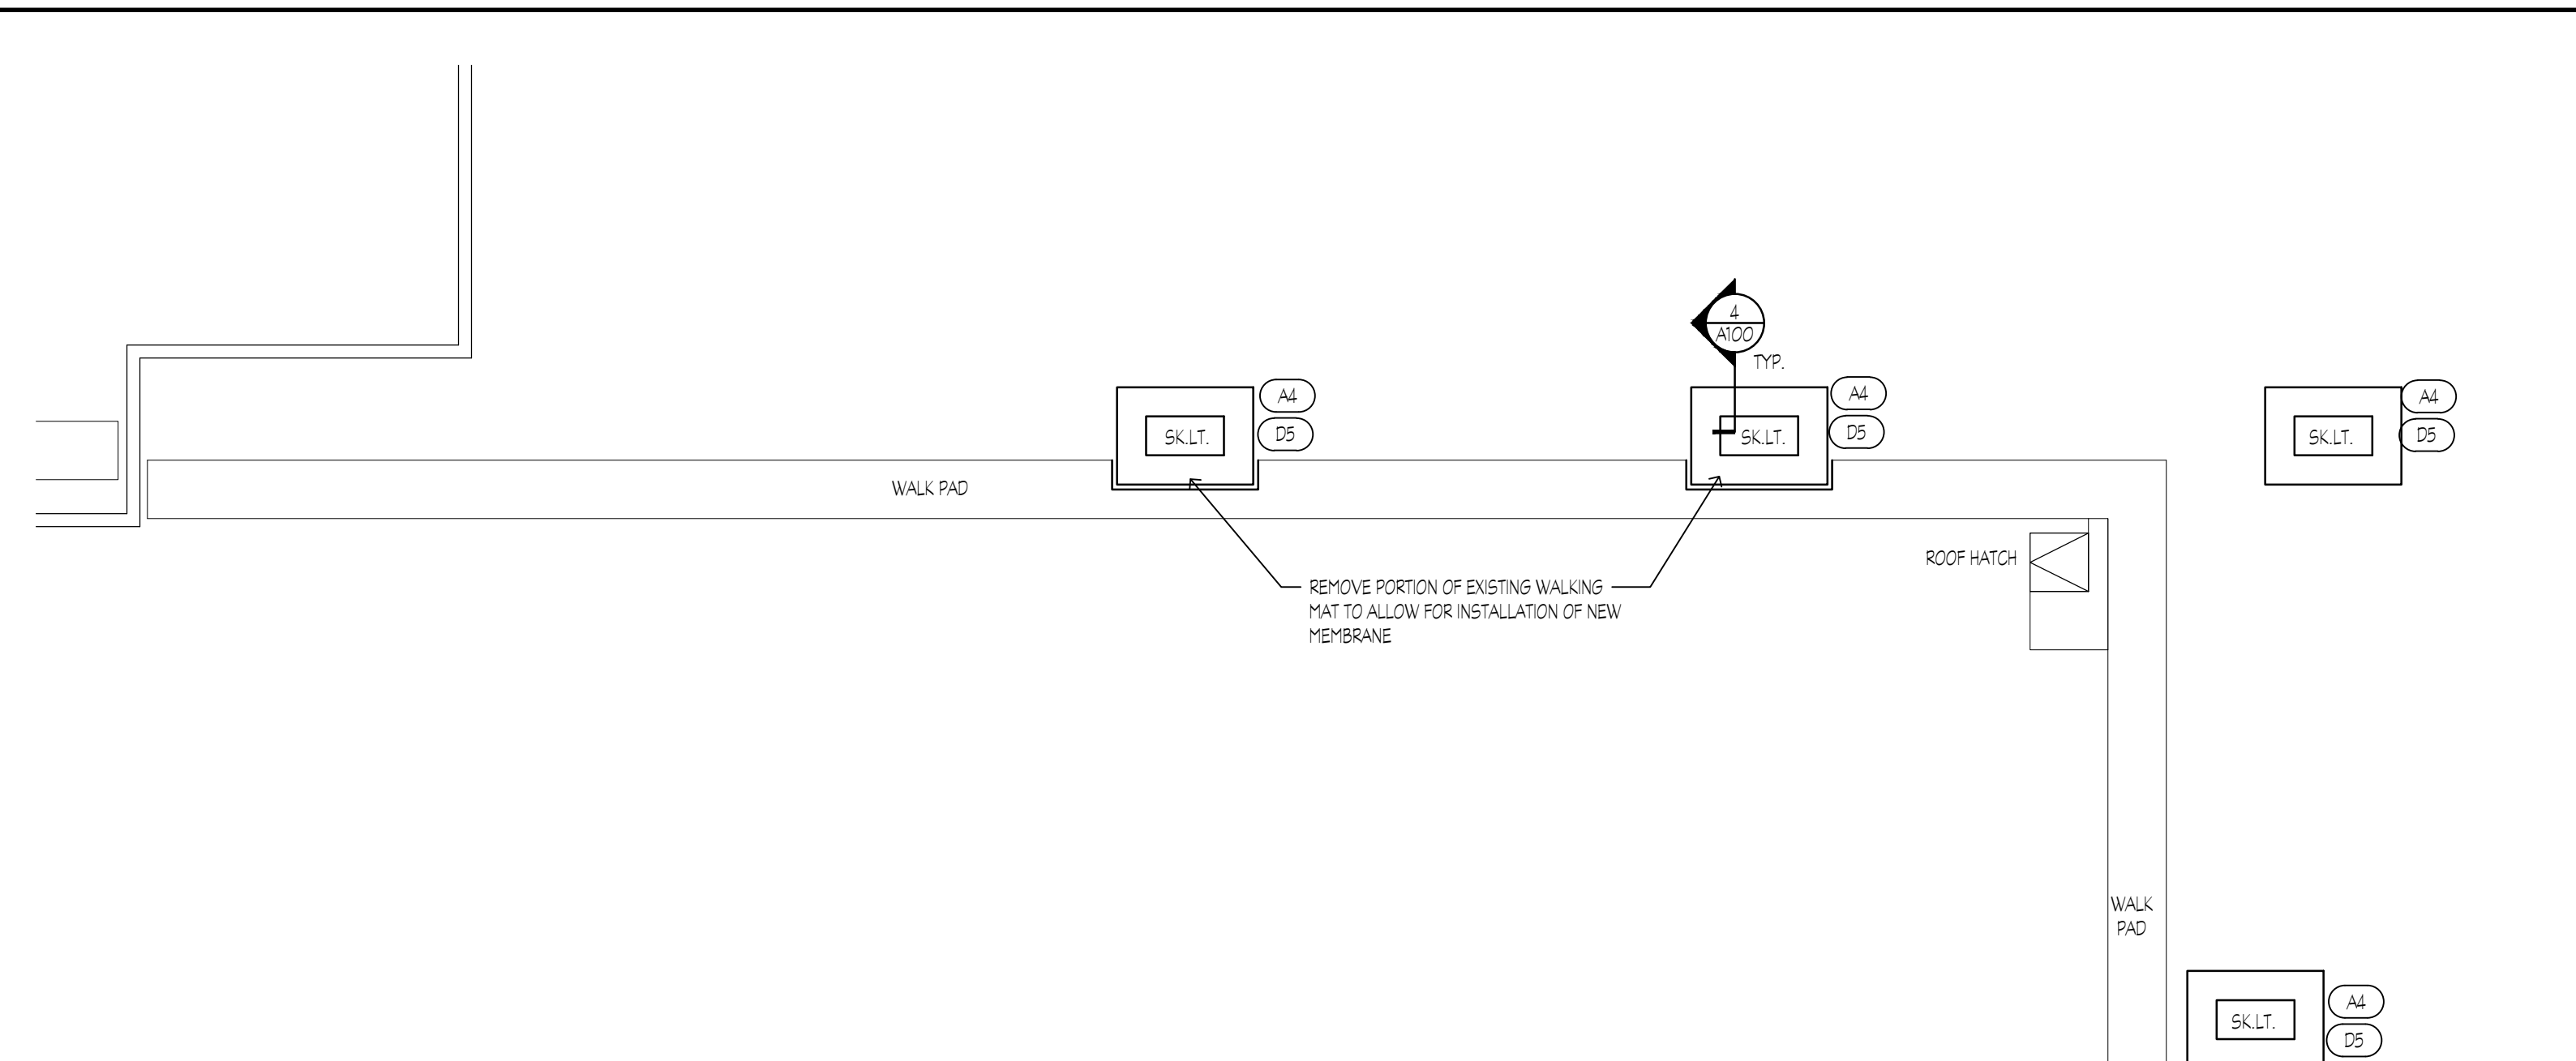 4
A100
TYP.
A4
D5
SK.LT.
A4
D5
SK.LT.
A4
D5
SK.LT.
WALK PAD
ROOF HATCH
REMOVE PORTION OF EXISTING WALKING
MAT TO ALLOW FOR INSTALLATION OF NEW
MEMBRANE
WALK
PAD
A4
SK.LT.
D5